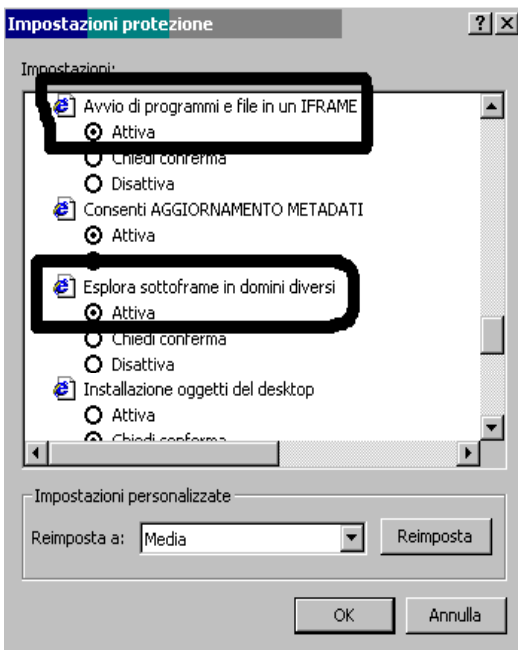 Impostazioni protezione
Impostazioni:
Avvio di programmi e file in un IFRAME
Attiva
Chiedi conferma
Disattiva
Consenti AGGIORNAMENTO METADATI
Attiva
Esplora sottoframe in domini diversi
Attiva
Chiedi conferma
Disattiva
Installazione oggetti del desktop
Attiva
Chiedi conferma
Impostazioni personalizzate
Reimposta a: Media Reimposta
OK Annulla